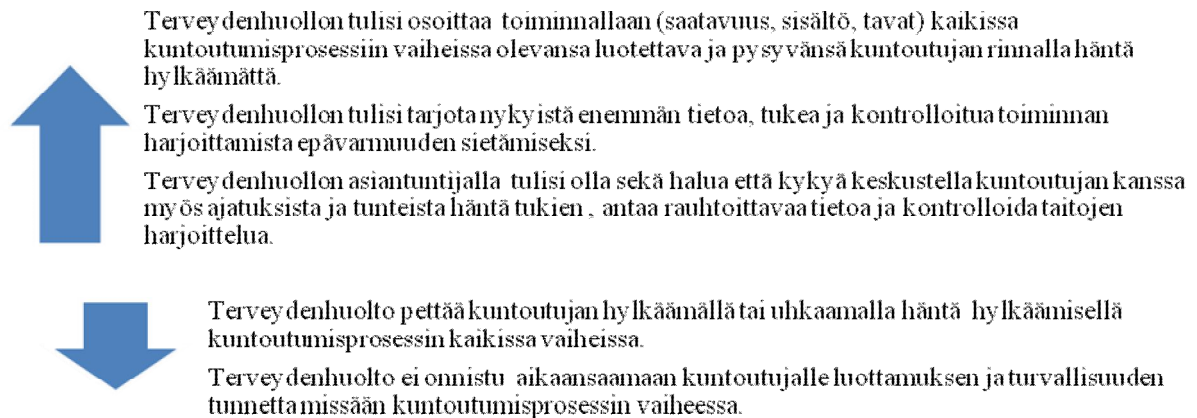 Terveydenhuollon tulisi osoittaa toiminnallaan (saatavuus, sisältö, tavat) kaikissa
kuntoutumisprosessiin vaiheissa olevansa luotettava ja pysyvänsä kuntoutujan rinnalla häntä
hylkäämättä.
Terveydenhuollon tulisi tarjota nykyistä enemmän tietoa, tukea ja kontrolloitua toiminnan
harjoittamista epävarmuuden sietämiseksi.
Terveydenhuollon asiantuntijalla tulisi olla sekä halua että kykyä keskustella kuntoutujan kanssa
myös ajatuksista ja tunteista häntä tukien , antaa rauhoittavaa tietoa ja kontrolloida taitojen
harjoittelua.
Terveydenhuolto pettää kuntoutujan hylkäämällä tai uhkaamalla häntä hylkäämisellä
kuntoutumisprosessin kaikissa vaiheissa.
Terveydenhuolto ei onnistu aikaansaamaan kuntoutujalle luottamuksen ja turvallisuuden
tunnetta missään kuntoutumisprosessin vaiheessa.